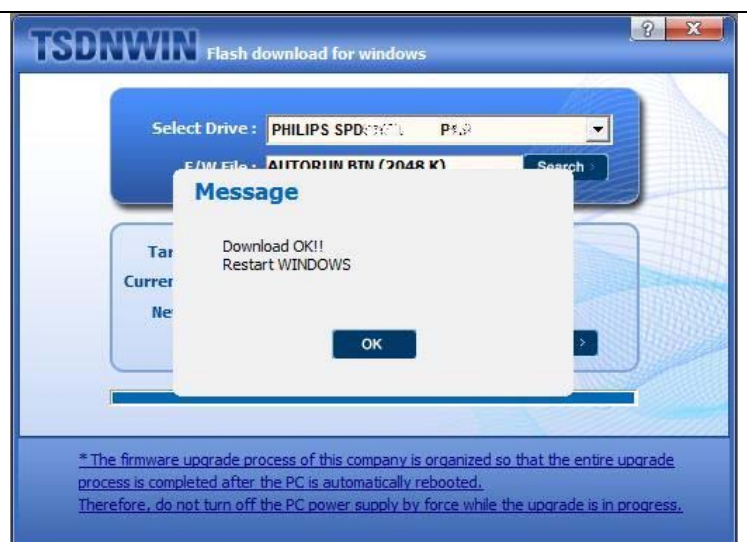 TSDNWIN Flash download for windows
? X
Select Drive : PHILIPS SPD
F/W File : AUTORUN BIN (2048 K) Search >
Message
Download OK!!
Restart WINDOWS
OK >
* The firmware upgrade process of this company is organized so that the entire upgrade
process is completed after the PC is automatically rebooted.
Therefore, do not turn off the PC power supply by force while the upgrade is in progress.